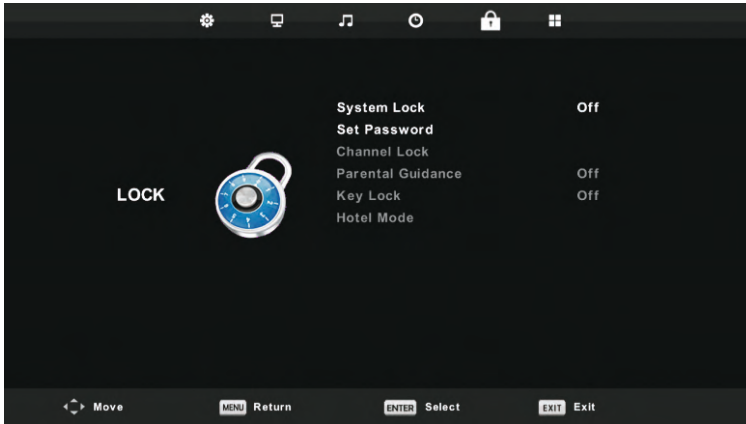 System Lock Off
Set Password
Channel Lock
Parental Guidance Off
LOCK
Key Lock Off
Hotel Mode
Move MENU Return ENTER Select EXIT Exit